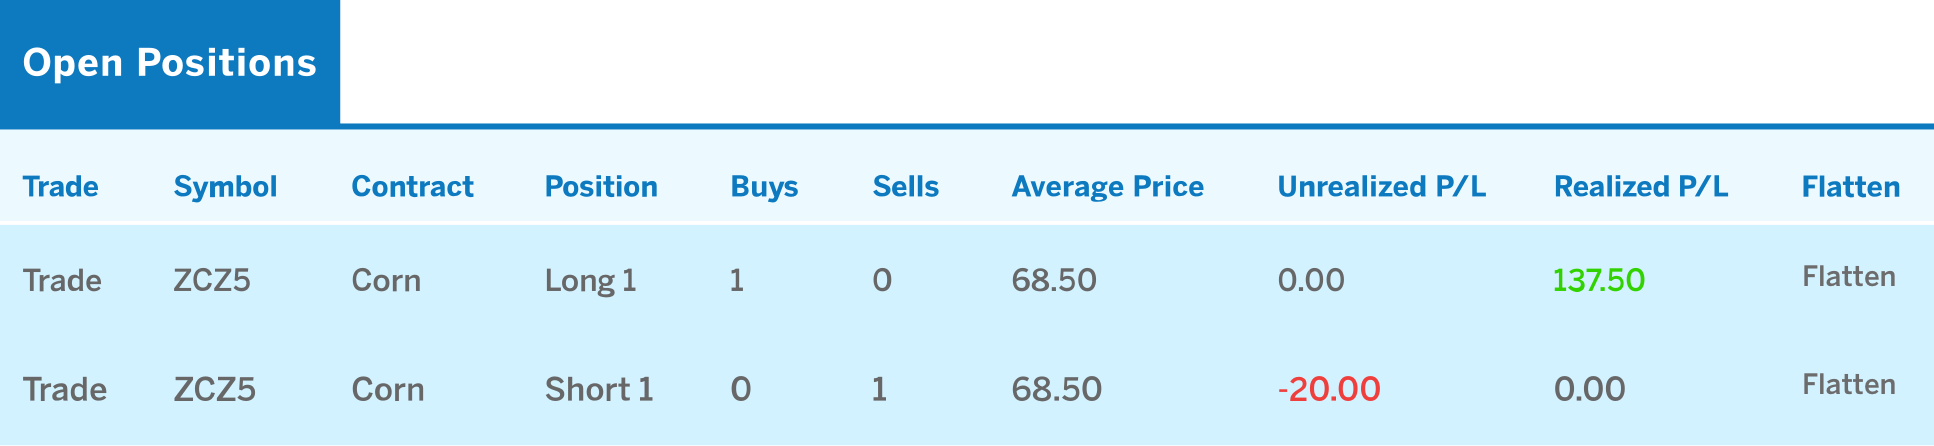 Open Positions
Trade Symbol Contract Position Buys Sells Average Price Unrealized P/L Realized P/L Flatten
Trade ZCZ5 Corn Long 1 1 0 68.50 0.00 137.50 Flatten
Trade ZCZ5 Corn Short 1 0 1 68.50 -20.00 0.00 Flatten